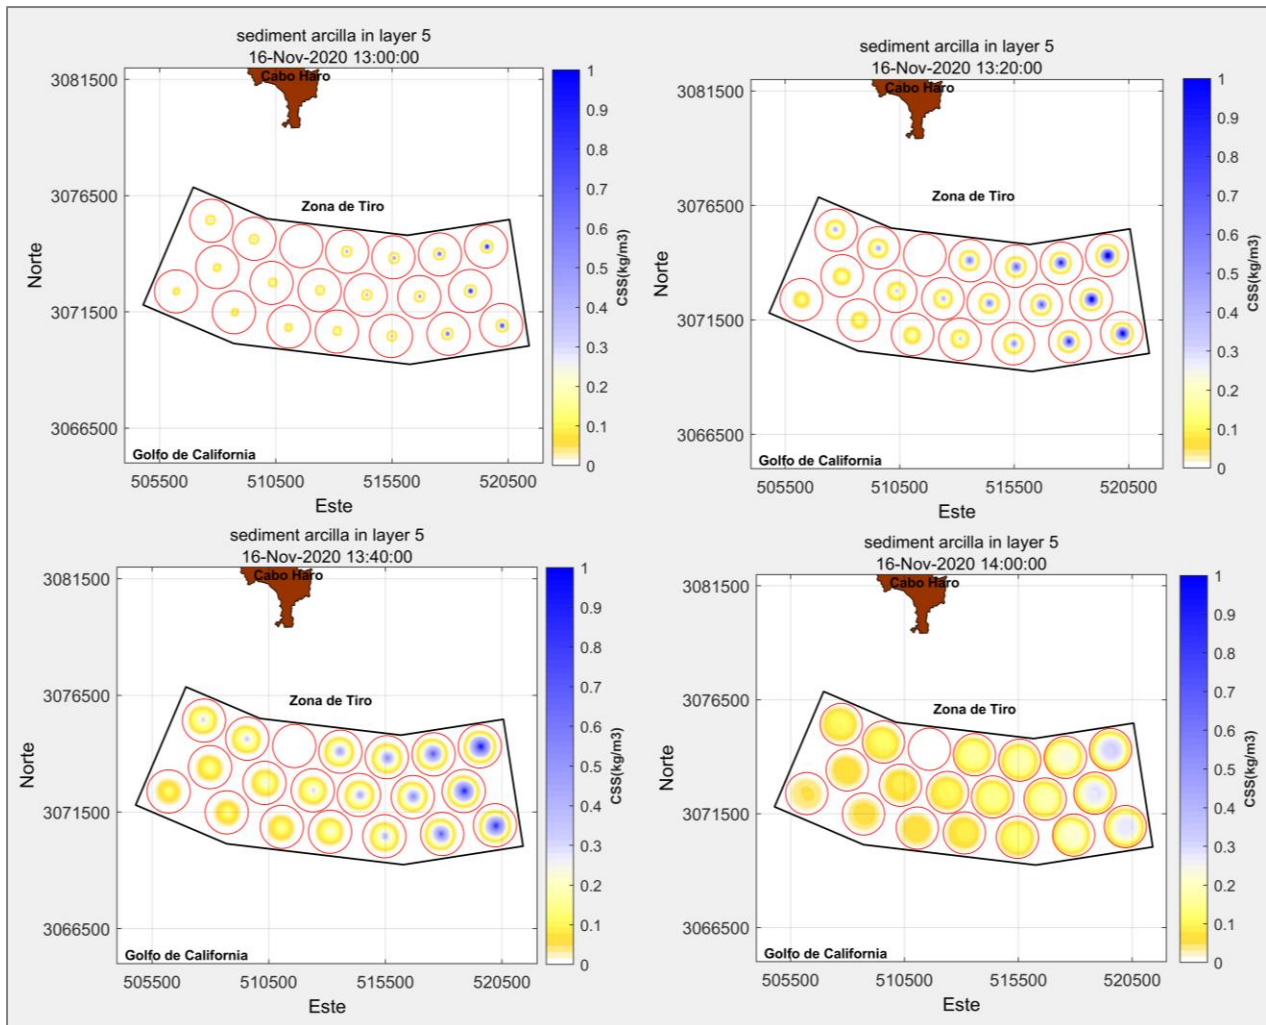 sediment arcilla in layer 5
16-Nov-2020 13:00:00
Cabo Haro
3081500
3076500
3071500
3066500
Norte
Zona de Tiro
Golfo de California
505500 510500 515500 520500
Este
1
0.9
0.8
0.7
0.6
0.5
0.4
0.3
0.2
0.1
0
CSS(kg/m3)
sediment arcilla in layer 5
16-Nov-2020 13:20:00
Cabo Haro
3081500
3076500
3071500
3066500
Norte
Zona de Tiro
Golfo de California
505500 510500 515500 520500
Este
1
0.9
0.8
0.7
0.6
0.5
0.4
0.3
0.2
0.1
0
CSS(kg/m3)
sediment arcilla in layer 5
16-Nov-2020 13:40:00
Cabo Haro
3081500
3076500
3071500
3066500
Norte
Zona de Tiro
Golfo de California
505500 510500 515500 520500
Este
1
0.9
0.8
0.7
0.6
0.5
0.4
0.3
0.2
0.1
0
CSS(kg/m3)
sediment arcilla in layer 5
16-Nov-2020 14:00:00
Cabo Haro
3081500
3076500
3071500
3066500
Norte
Zona de Tiro
Golfo de California
505500 510500 515500 520500
Este
1
0.9
0.8
0.7
0.6
0.5
0.4
0.3
0.2
0.1
0
CSS(kg/m3)